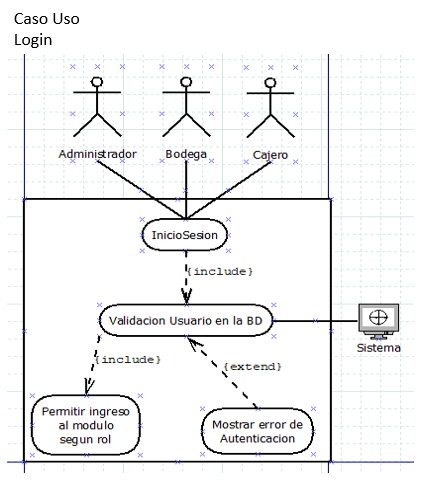 Caso Uso
Login
Administrador
Bodega
Cajero
InicioSesion
{include}
Validacion Usuario en la BD
Sistema
{include}
{extend}
Permitir ingreso
al modulo
segun rol
Mostrar error de
Autenticacion